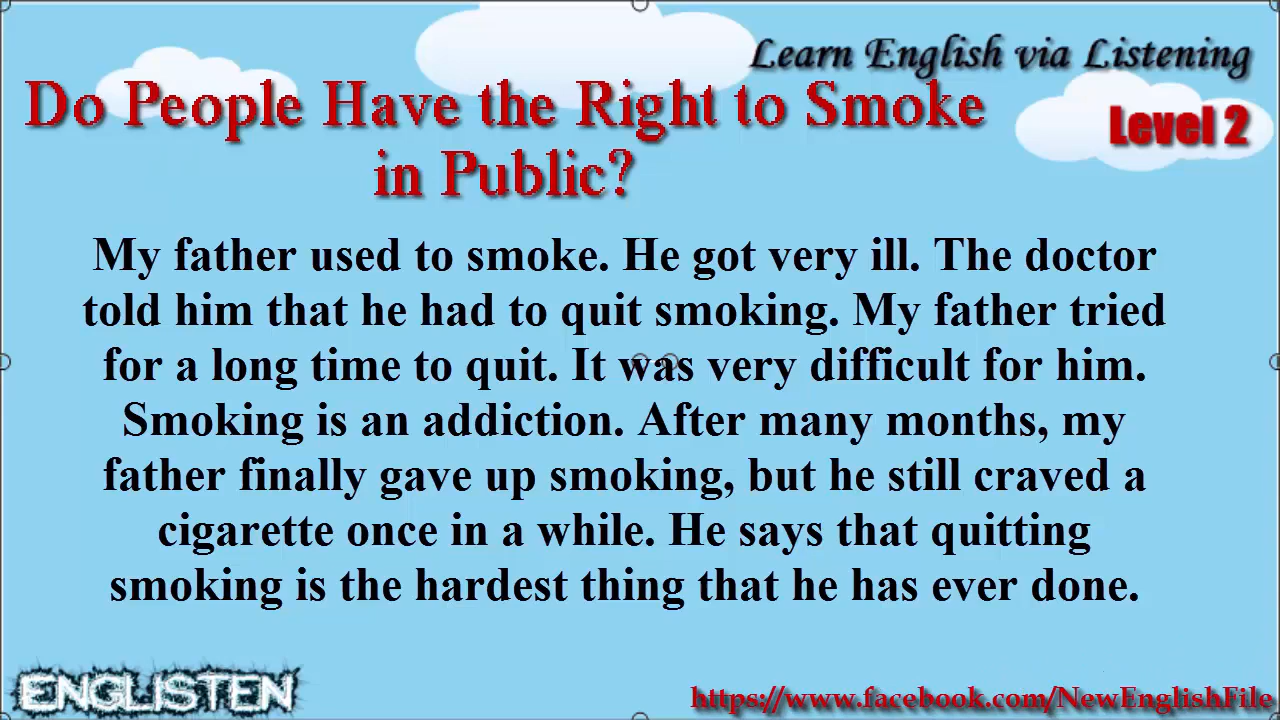 Learn English via Listening
Do People Have the Right to Smoke
Level 2
in Public?
My father used to smoke. He got very ill. The doctor
told him that he had to quit smoking. My father tried
for a long time to quit. It was very difficult for him.
Smoking is an addiction. After many months, my
father finally gave up smoking, but he still craved a
cigarette once in a while. He says that quitting
smoking is the hardest thing that he has ever done.
ENGLISTEN
https://www.facebook.com/NewEnglishFile